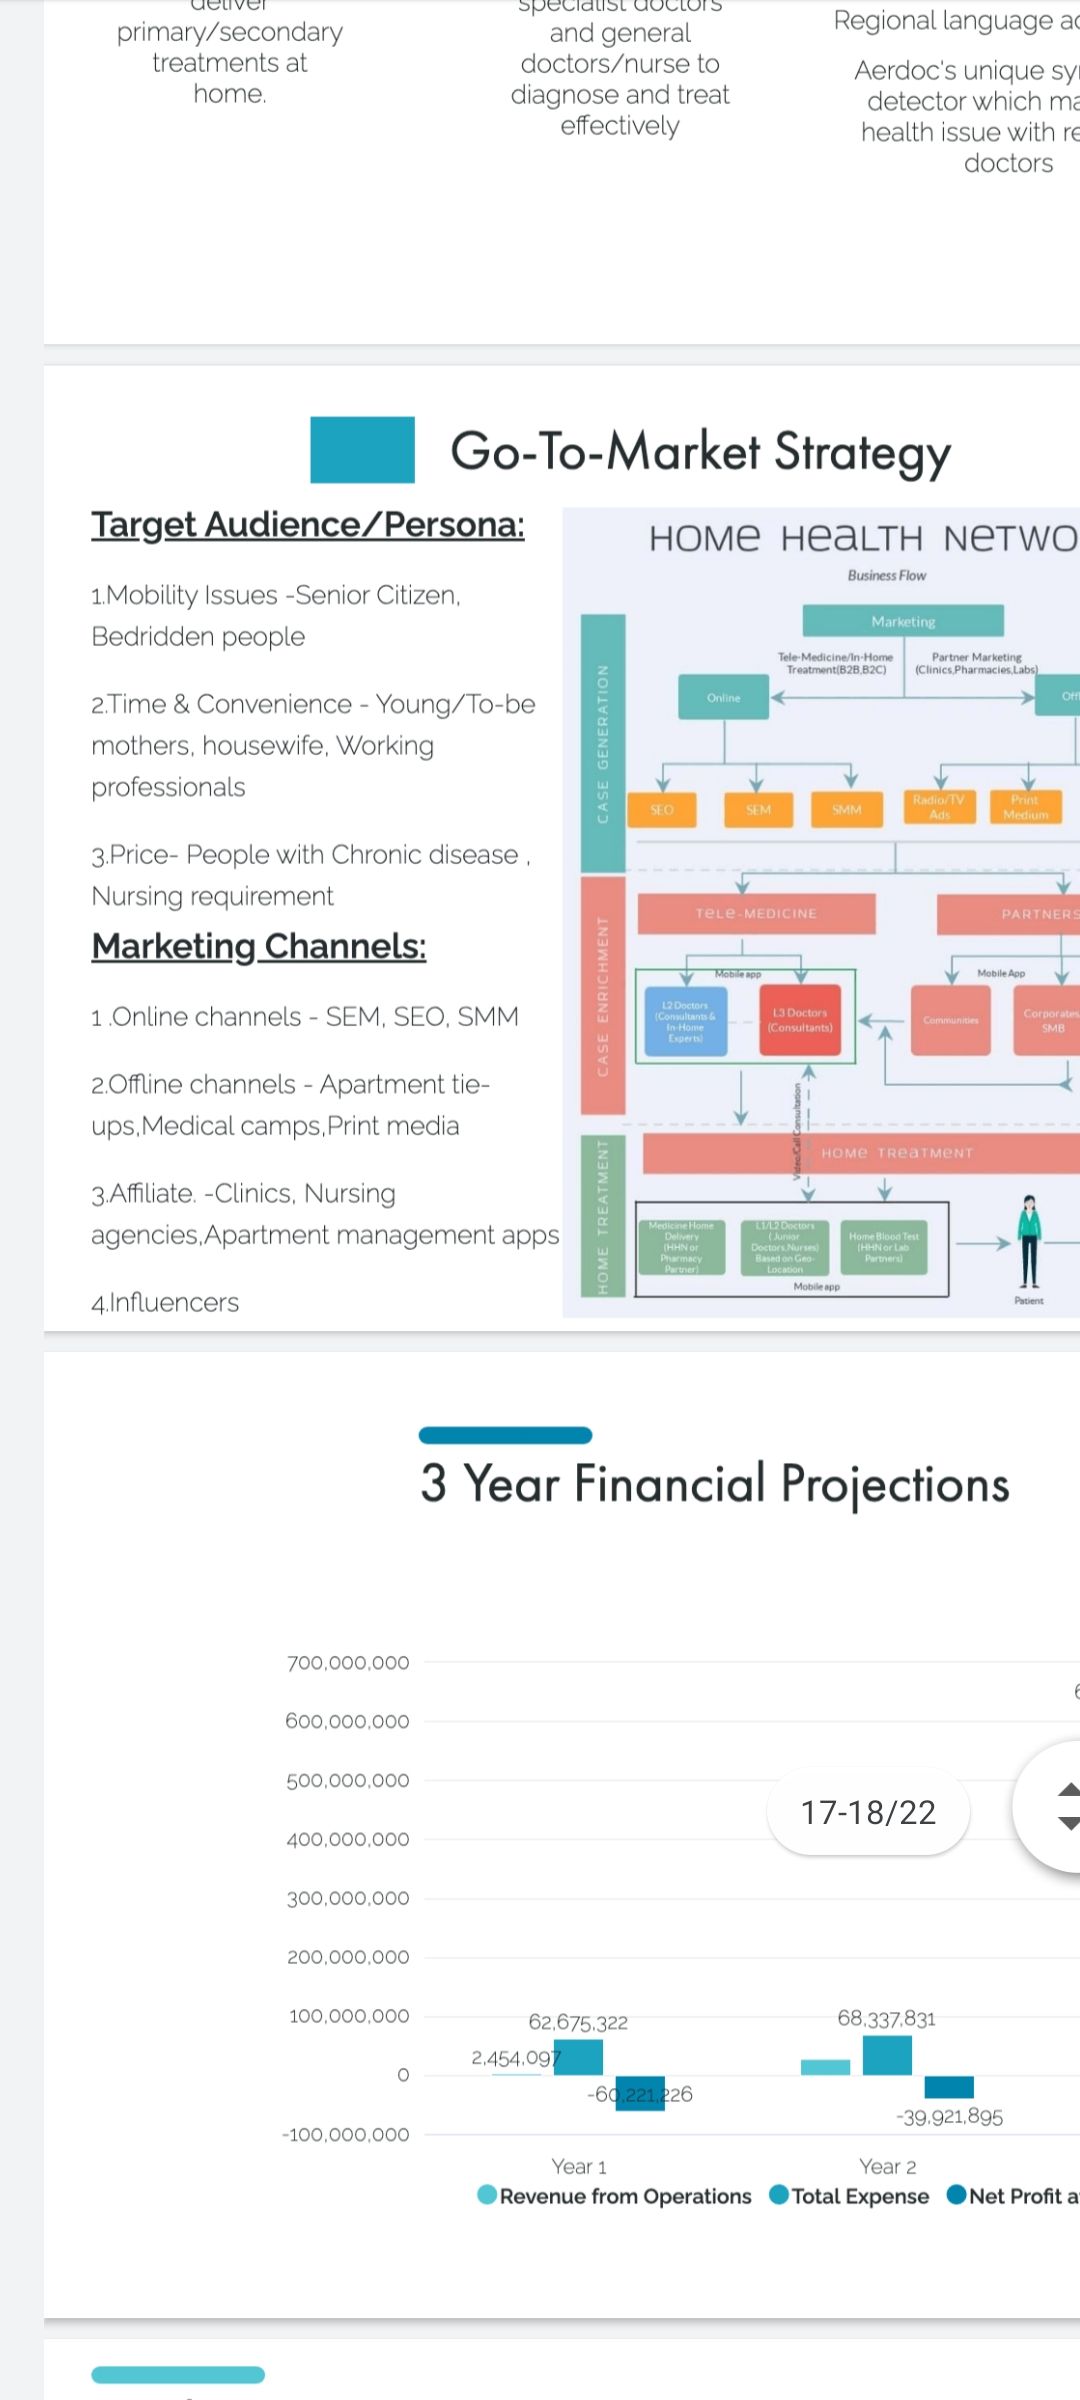 deliver
primary/secondary
treatments at
home.
specialist doctors
and general
doctors/nurse to
diagnose and treat
effectively
Regional language
Aerdoc's unique
detector which
health issue with
doctors
Go-To-Market Strategy
Target Audience/Persona:
1.Mobility Issues -Senior Citizen,
Bedridden people
2.Time & Convenience - Young/To-be
mothers, housewife, Working
professionals
3.Price- People with Chronic disease ,
Nursing requirement
Marketing Channels:
1 .Online channels - SEM, SEO, SMM
2.Offline channels - Apartment tie-
ups,Medical camps,Print media
3.Affiliate. -Clinics, Nursing
agencies,Apartment management apps
4.Influencers
HOME HEALTH NETWO
Business Flow
CASE GENERATION
Marketing
Tele-Medicine/In-Home
Treatment(B2B,B2C)
Partner Marketing
(Clinics,Pharmacies,Labs)
Online
Off
SEO
SEM
SMM
Radio/TV
Ads
Print
Medium
CASE ENRICHMENT
TELE-MEDICINE
PARTNERS
Mobile app
Mobile App
L2 Doctors
(Consultants &
In-Home
Experts)
L3 Doctors
(Consultants)
Communities
Corporates
SMB
Video/Call Consultation
HOME TREATMENT
HOME TREATMENT
Medicine Home
Delivery
(HHN or
Pharmacy
Partner)
L1/L2 Doctors
(Junior
Doctors,Nurses)
Based on Geo-
Location
Home Blood Test
(HHN or Lab
Partners)
Mobile app
Patient
3 Year Financial Projections
700,000,000
600,000,000
500,000,000
400,000,000
300,000,000
200,000,000
100,000,000
0
-100,000,000
17-18/22
62,675,322
2,454,097
-60,221,226
68,337,831
-39,921,895
Year 1
Year 2
Revenue from Operations
Total Expense
Net Profit